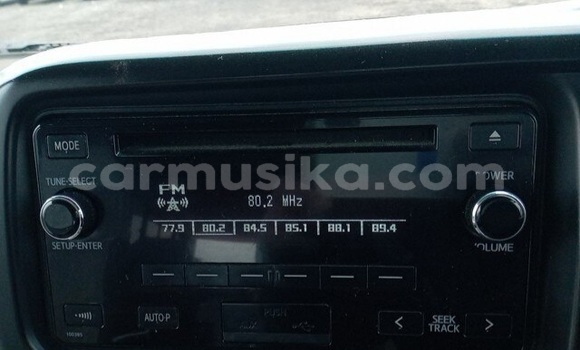 MODE
carmusika.com
TUNE·SELECT
POWER
FM
80.2 MHz
77.9 80.2 84.5 85.1 88.1 89.4
SETUP·ENTER
VOLUME
AUTO·P
PUSH
AUX
SEEK
TRACK